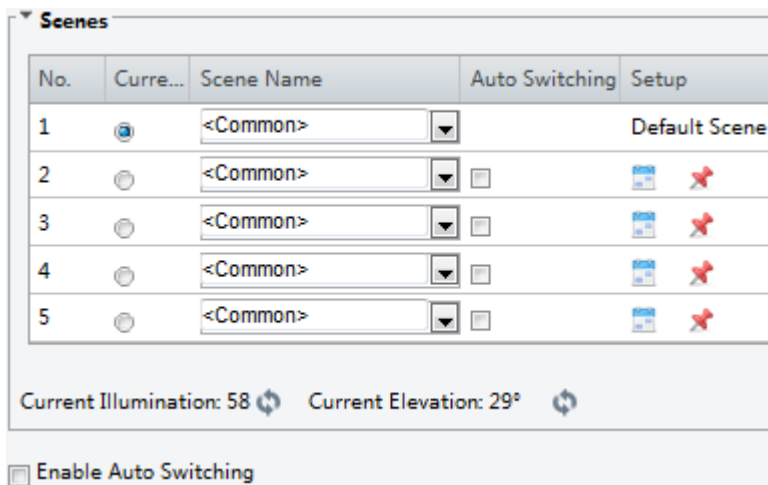 Scenes
No. Curre... Scene Name Auto Switching Setup
1 <Common> Default Scene
2 <Common>
3 <Common>
4 <Common>
5 <Common>
Current Illumination: 58 Current Elevation: 29°
Enable Auto Switching